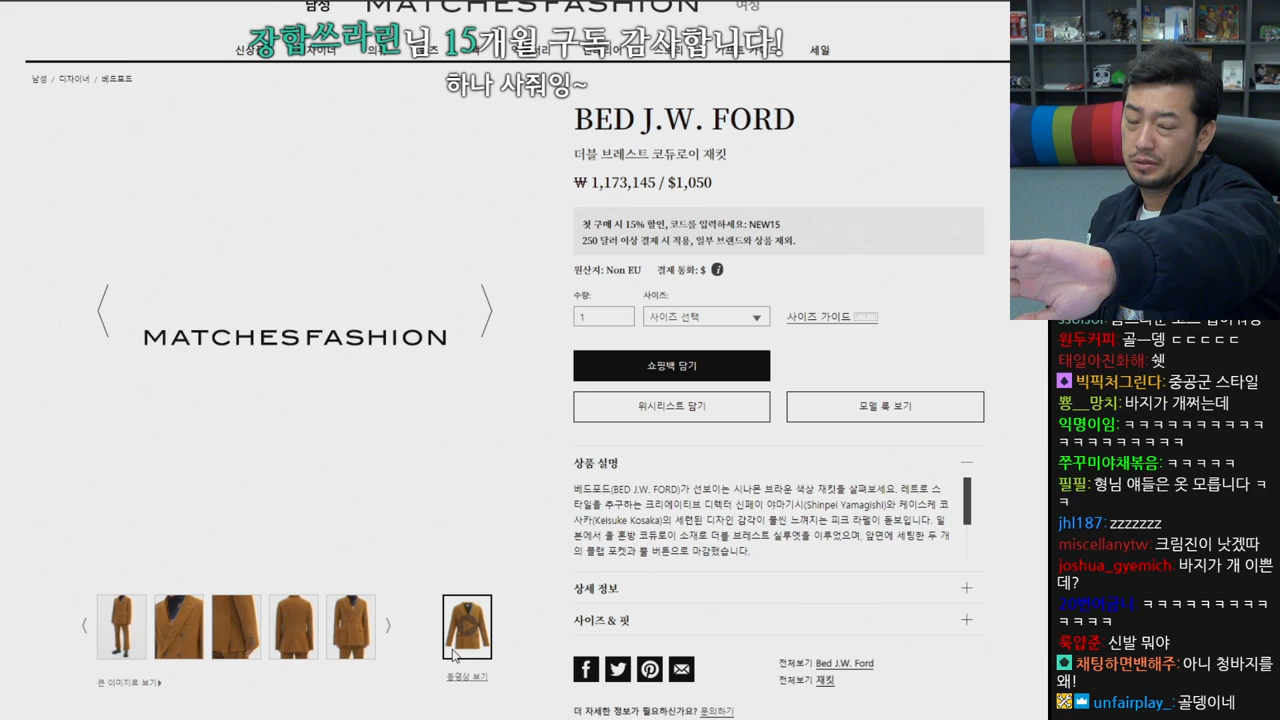 남성
MATCHESFASHION
여성
장합쓰라린님 15개월 구독 감사합니다!
세일
하나 사줘잉~
남성 / 디자이너 / 베드포드
BED J.W. FORD
더블 브레스트 코듀로이 재킷
₩ 1,173,145 / $1,050
첫 구매 시 15% 할인, 코드를 입력하세요: NEW15
250 달러 이상 결제 시 적용, 일부 브랜드와 상품 제외.
원산지: Non EU 결제 통화: $ i
수량: 사이즈:
1 사이즈 선택 사이즈 가이드
MATCHESFASHION
쇼핑백 담기
위시리스트 담기 모델 룩 보기
상품 설명
베드포드(BED J.W. FORD)가 선보이는 시나몬 브라운 색상 재킷을 살펴보세요. 레트로 스
타일을 추구하는 크리에이티브 디렉터 신페이 야마기시(Shinpei Yamagishi)와 케이스케 코
사카(Keisuke Kosaka)의 세련된 디자인 감각이 물씬 느껴지는 피크 라펠이 돋보입니다. 일
본에서 울 혼방 코듀로이 소재로 더블 브레스트 실루엣을 이루었으며, 앞면에 세팅한 두 개
의 플랩 포켓과 뿔 버튼으로 마감했습니다.
상세 정보
사이즈 & 핏
큰 이미지로 보기
동영상 보기
전체보기 Bed J.W. Ford
전체보기 재킷
더 자세한 정보가 필요하신가요? 문의하기
원두커피: 골ㅡ뎅 ㄷㄷㄷㄷㄷ
태일아진화해: 쉣
빅픽처그린다: 중공군 스타일
뿅__망치: 바지가 개쩌는데
익명이임: ㅋㅋㅋㅋㅋㅋㅋㅋㅋㅋ
ㅋㅋㅋㅋㅋㅋㅋㅋㅋ
쭈꾸미야채볶음: ㅋㅋㅋㅋㅋ
필필: 형님 얘들은 옷 모릅니다 ㅋ
ㅋ
jhl187: zzzzzzz
miscellanytw: 크림진이 낫겠따
joshua_gyemich: 바지가 개 이쁜
데?
ㅋㅋㅋㅋㅋㅋㅋㅋㅋㅋ
ㅋㅋㅋㅋ
룩얍준: 신발 뭐야
채팅하면밴해주: 아니 청바지를
왜!
unfairplay_: 골뎅이네